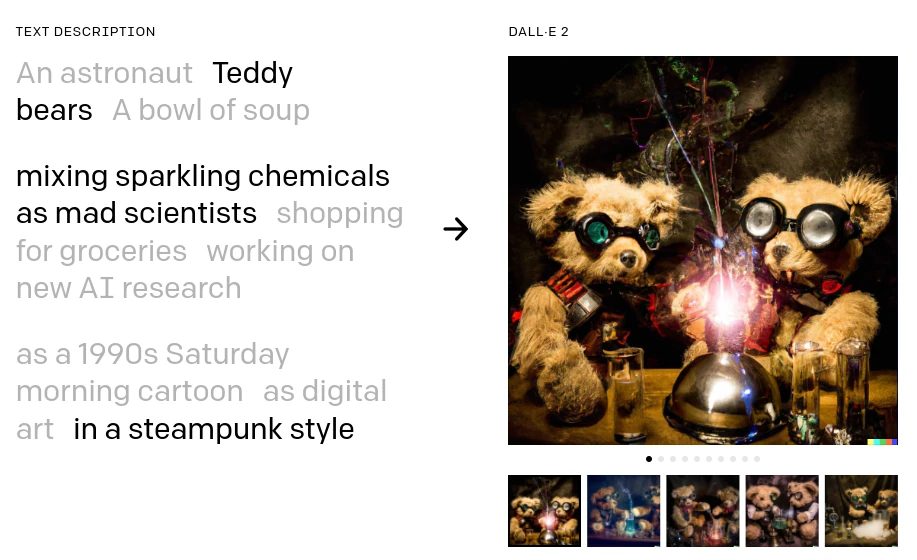 TEXT DESCRIPTION
An astronaut Teddy
bears A bowl of soup
mixing sparkling chemicals
as mad scientists shopping
for groceries working on
new AI research
as a 1990s Saturday
morning cartoon as digital
art in a steampunk style
DALL·E 2